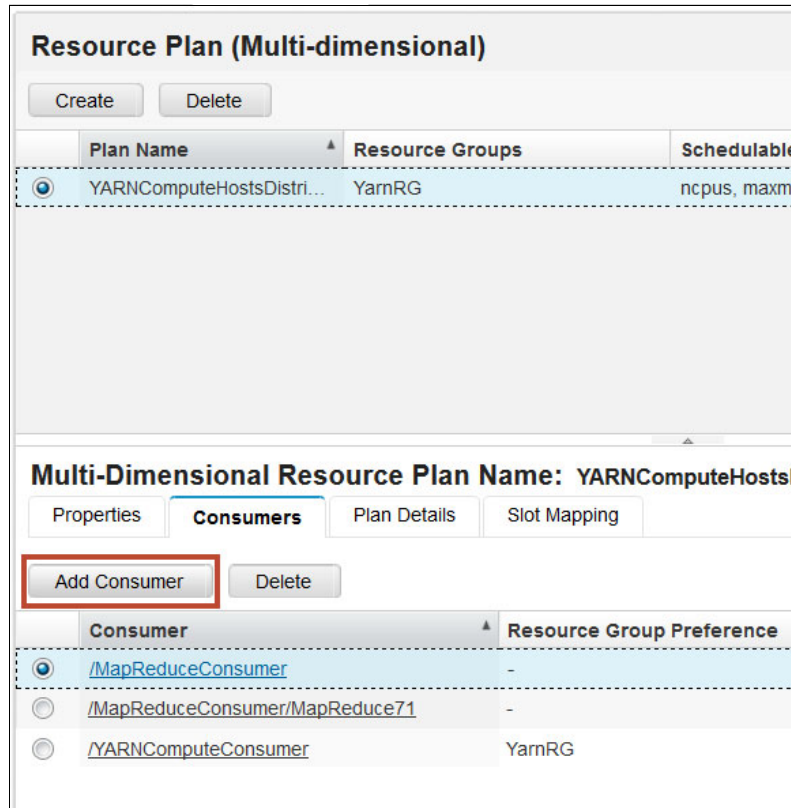 Resource Plan (Multi-dimensional)
Create Delete
Plan Name Resource Groups Schedulable
YARNComputeHostsDistri... YarnRG ncpus, maxm
Multi-Dimensional Resource Plan Name: YARNComputeHosts
Properties Consumers Plan Details Slot Mapping
Add Consumer Delete
Consumer Resource Group Preference
/MapReduceConsumer -
/MapReduceConsumer/MapReduce71 -
/YARNComputeConsumer YarnRG